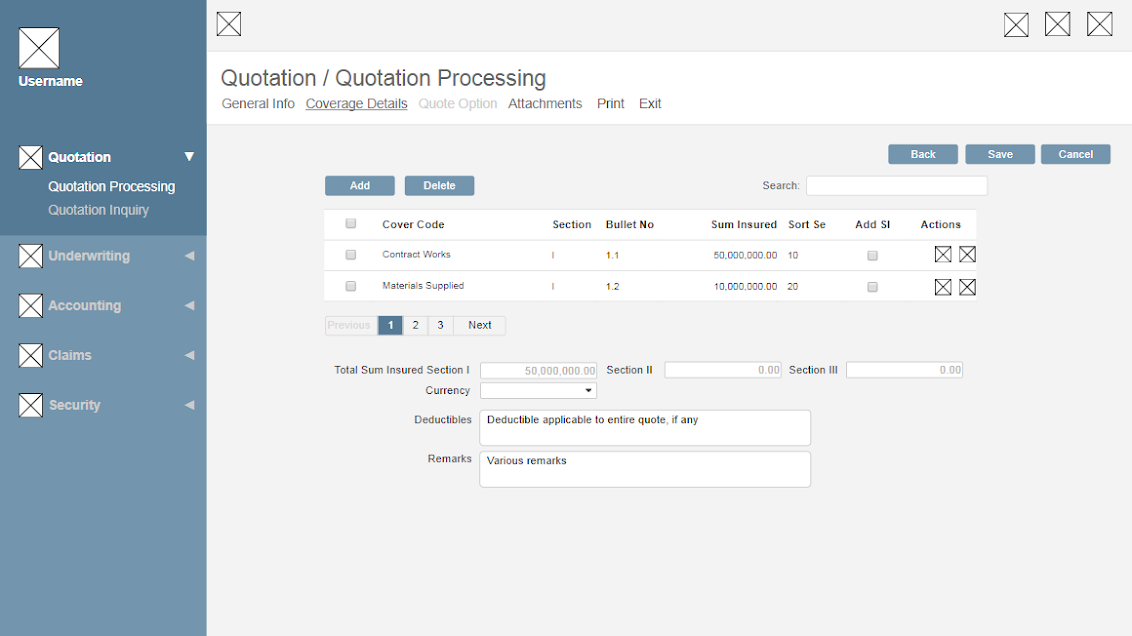 Username
Quotation
Quotation Processing
Quotation Inquiry
Underwriting
Accounting
Claims
Security
Quotation / Quotation Processing
General Info Coverage Details Quote Option Attachments Print Exit
Back Save Cancel
Add Delete Search:
Cover Code Section Bullet No Sum Insured Sort Se Add SI Actions
Contract Works I 1.1 50,000,000.00 10
Materials Supplied I 1.2 10,000,000.00 20
Previous 1 2 3 Next
Total Sum Insured Section I 50,000,000.00 Section II 0.00 Section III 0.00
Currency
Deductibles Deductible applicable to entire quote, if any
Remarks Various remarks